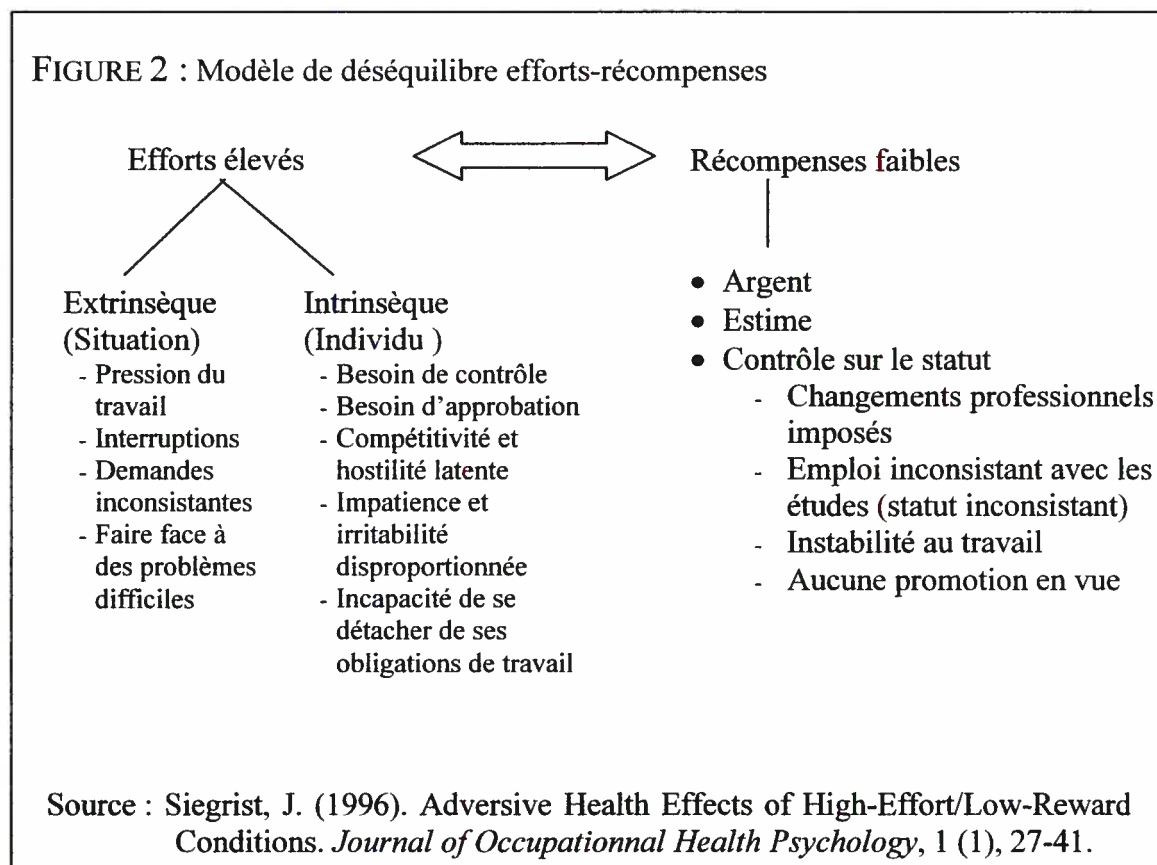 FIGURE 2 : Modèle de déséquilibre efforts-récompenses
Efforts élevés
Récompenses faibles
Extrinsèque
(Situation)
- Pression du
travail
- Interruptions
- Demandes
inconsistantes
- Faire face à
des problèmes
difficiles
Intrinsèque
(Individu )
- Besoin de contrôle
- Besoin d'approbation
- Compétitivité et
hostilité latente
- Impatience et
irritabilité
disproportionnée
- Incapacité de se
détacher de ses
obligations de travail
• Argent
• Estime
• Contrôle sur le statut
- Changements professionnels
imposés
- Emploi inconsistant avec les
études (statut inconsistant)
- Instabilité au travail
- Aucune promotion en vue
Source : Siegrist, J. (1996). Adversive Health Effects of High-Effort/Low-Reward
Conditions. Journal of Occupationnal Health Psychology, 1 (1), 27-41.